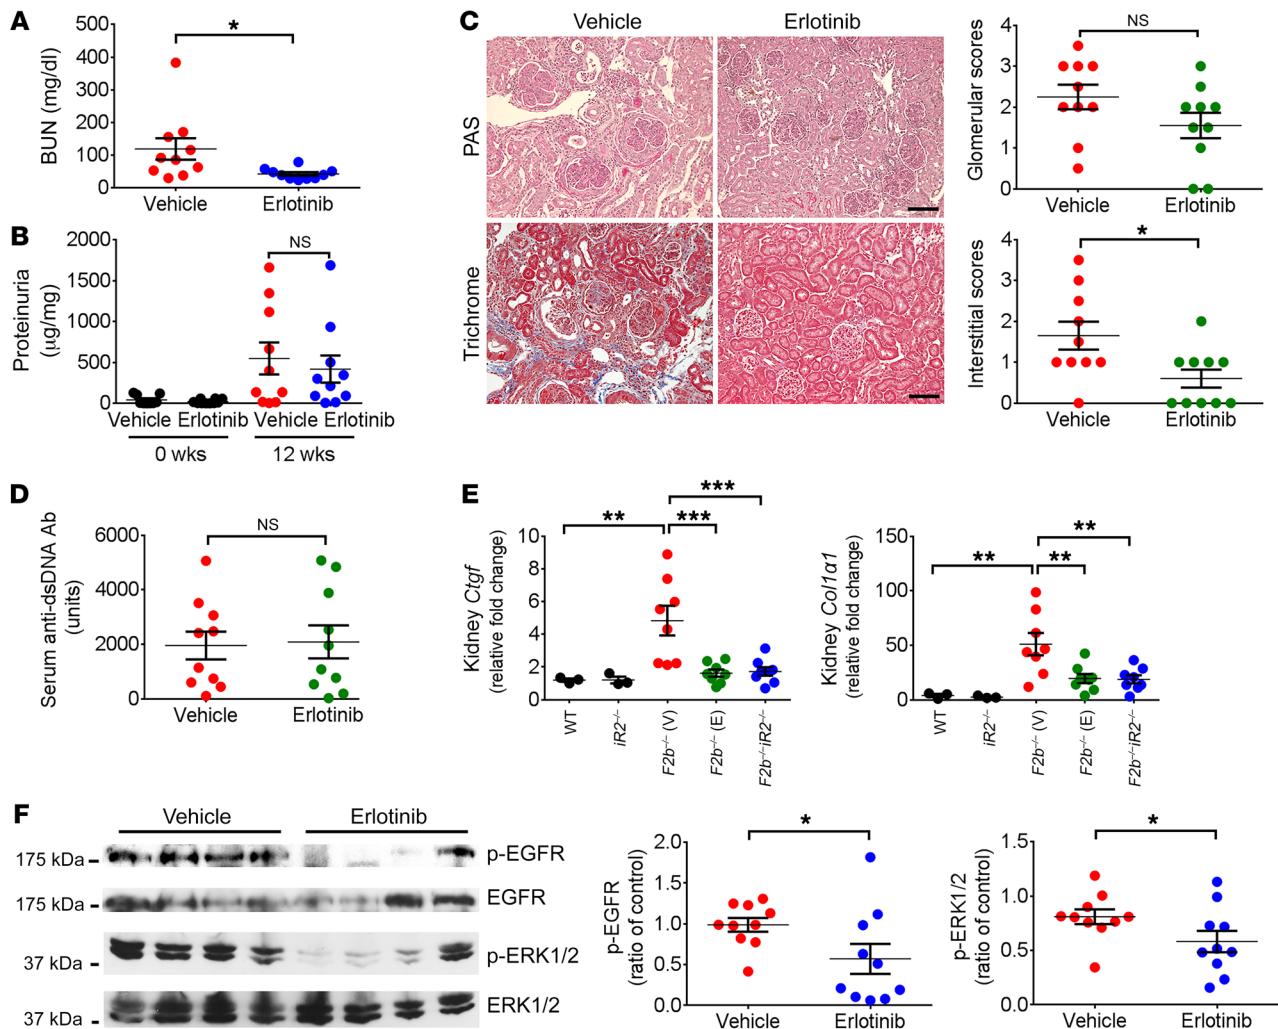 A
BUN (mg/dl)
500
400
300
200
100
0
*
Vehicle
Erlotinib
B
Proteinuria
(µg/mg)
2000
1500
1000
500
0
NS
Vehicle Erlotinib
Vehicle Erlotinib
0 wks
12 wks
C
Vehicle
Erlotinib
PAS
Trichrome
Glomerular scores
4
3
2
1
0
NS
Vehicle
Erlotinib
Interstitial scores
4
3
2
1
0
*
Vehicle
Erlotinib
D
Serum anti-dsDNA Ab
(units)
6000
4000
2000
0
NS
Vehicle
Erlotinib
E
Kidney Ctgf
(relative fold change)
10
8
6
4
2
0
**
***
***
WT
iR2–/–
F2b–/– (V)
F2b–/– (E)
F2b–/–iR2–/–
Kidney Col1α1
(relative fold change)
150
100
50
0
**
**
**
WT
iR2–/–
F2b–/– (V)
F2b–/– (E)
F2b–/–iR2–/–
F
Vehicle
Erlotinib
175 kDa
p-EGFR
175 kDa
EGFR
37 kDa
p-ERK1/2
37 kDa
ERK1/2
p-EGFR
(ratio of control)
2.0
1.5
1.0
0.5
0.0
*
Vehicle
Erlotinib
p-ERK1/2
(ratio of control)
1.5
1.0
0.5
0.0
*
Vehicle
Erlotinib